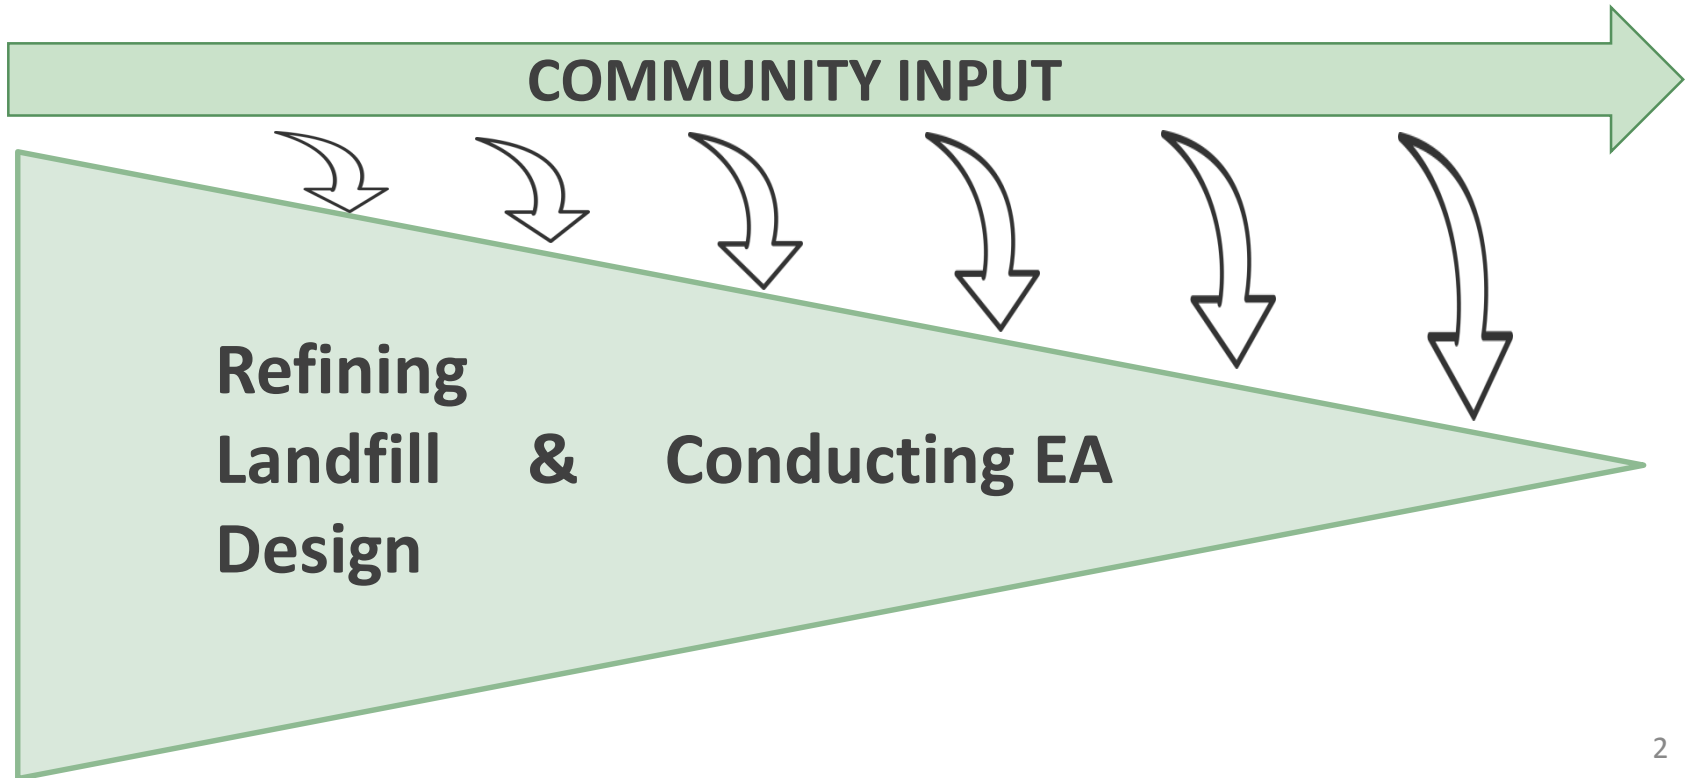 COMMUNITY INPUT
Refining
Landfill & Conducting EA
Design
2